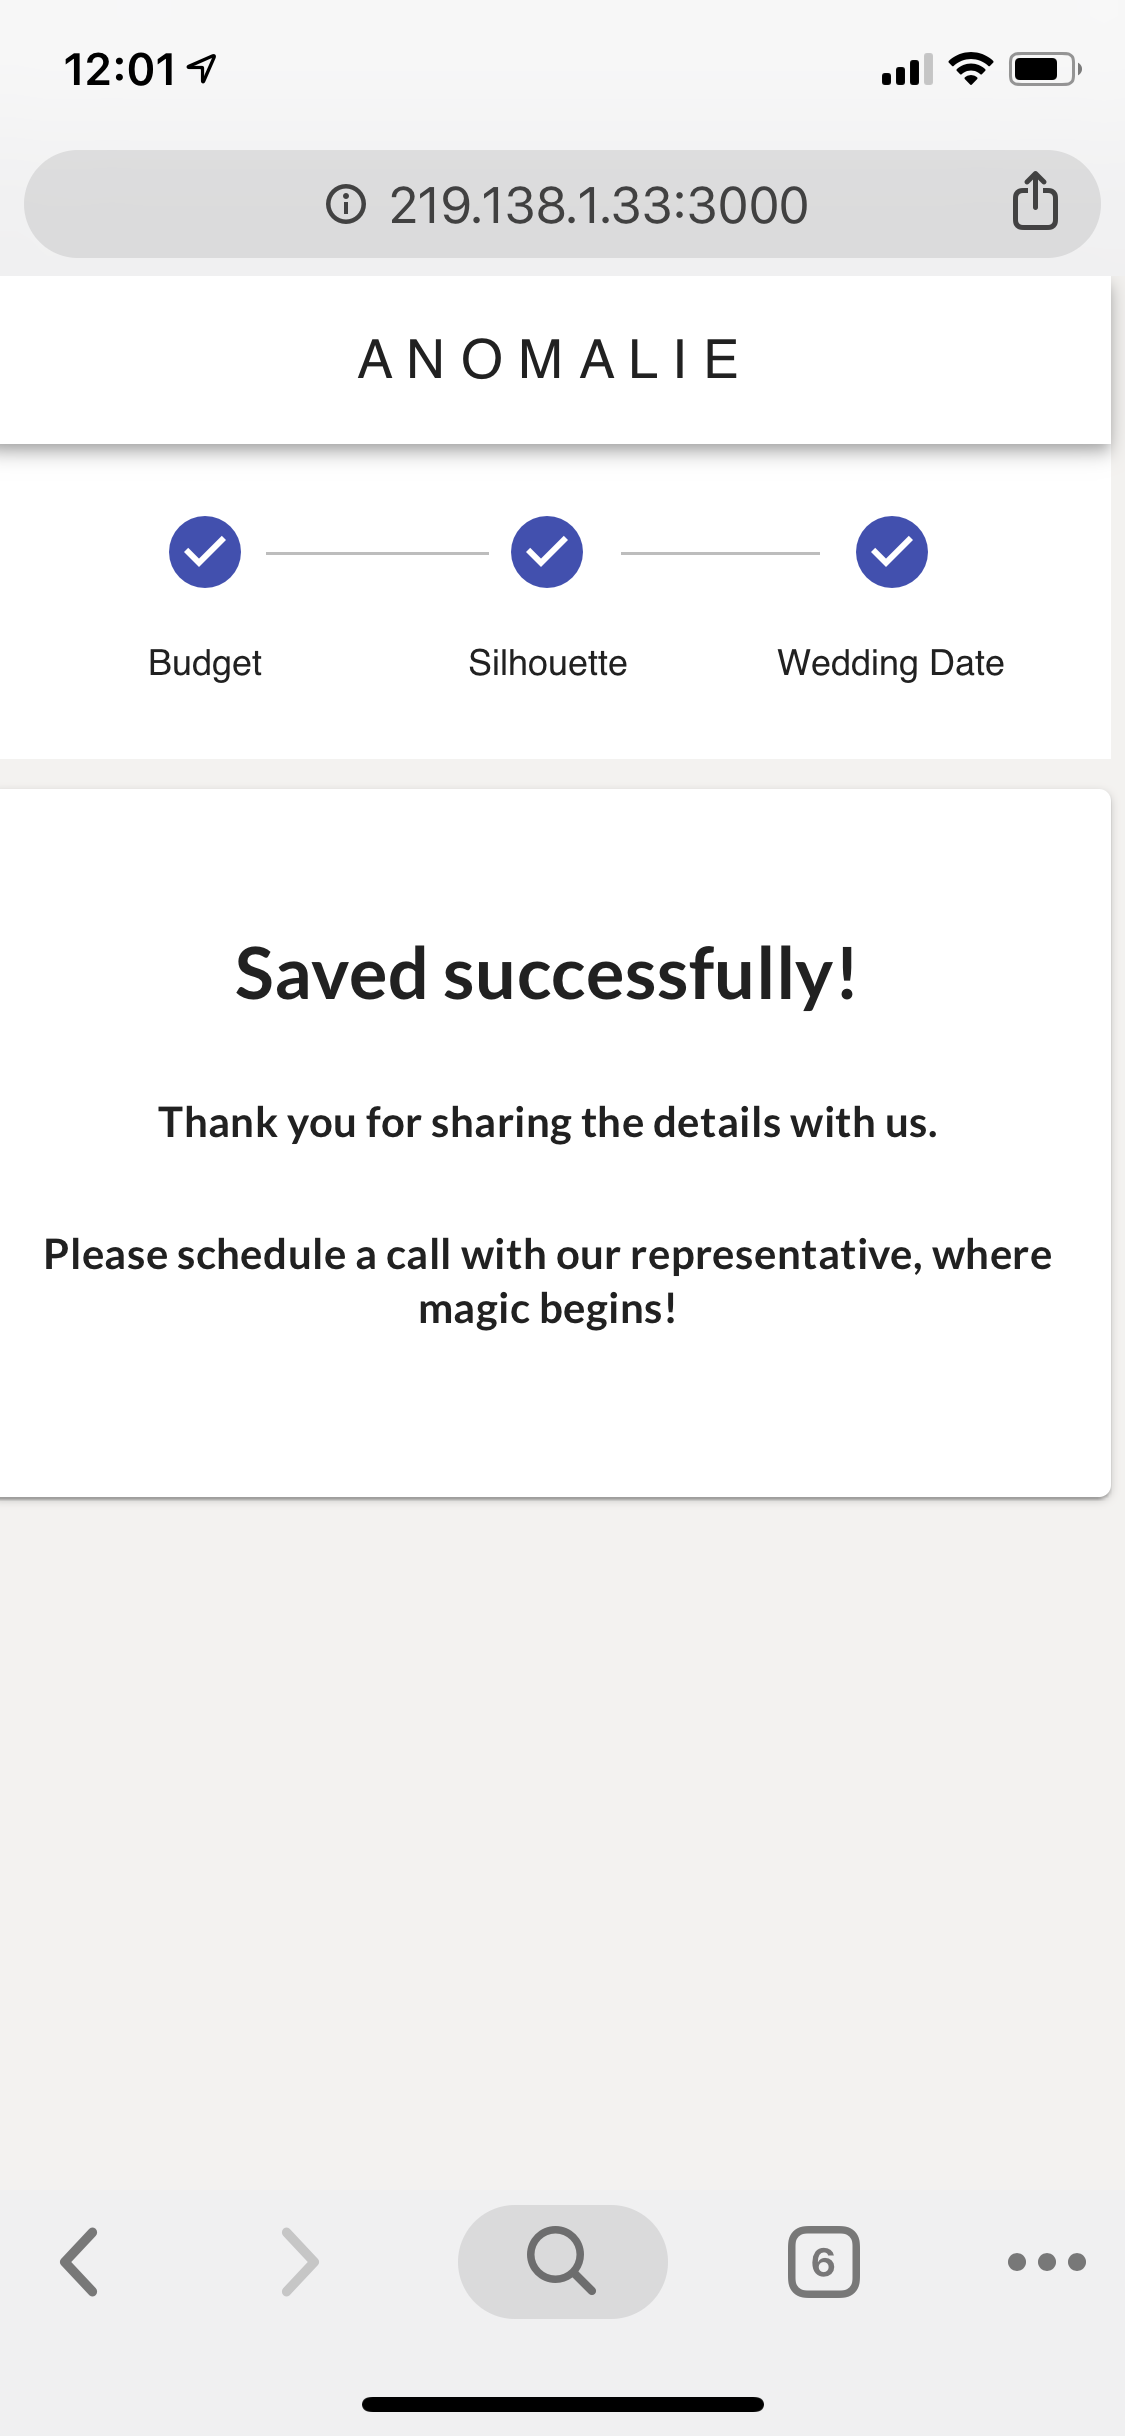 12:01
219.138.1.33:3000
ANOMALIE
Budget Silhouette Wedding Date
Saved successfully!
Thank you for sharing the details with us.
Please schedule a call with our representative, where
magic begins!
6